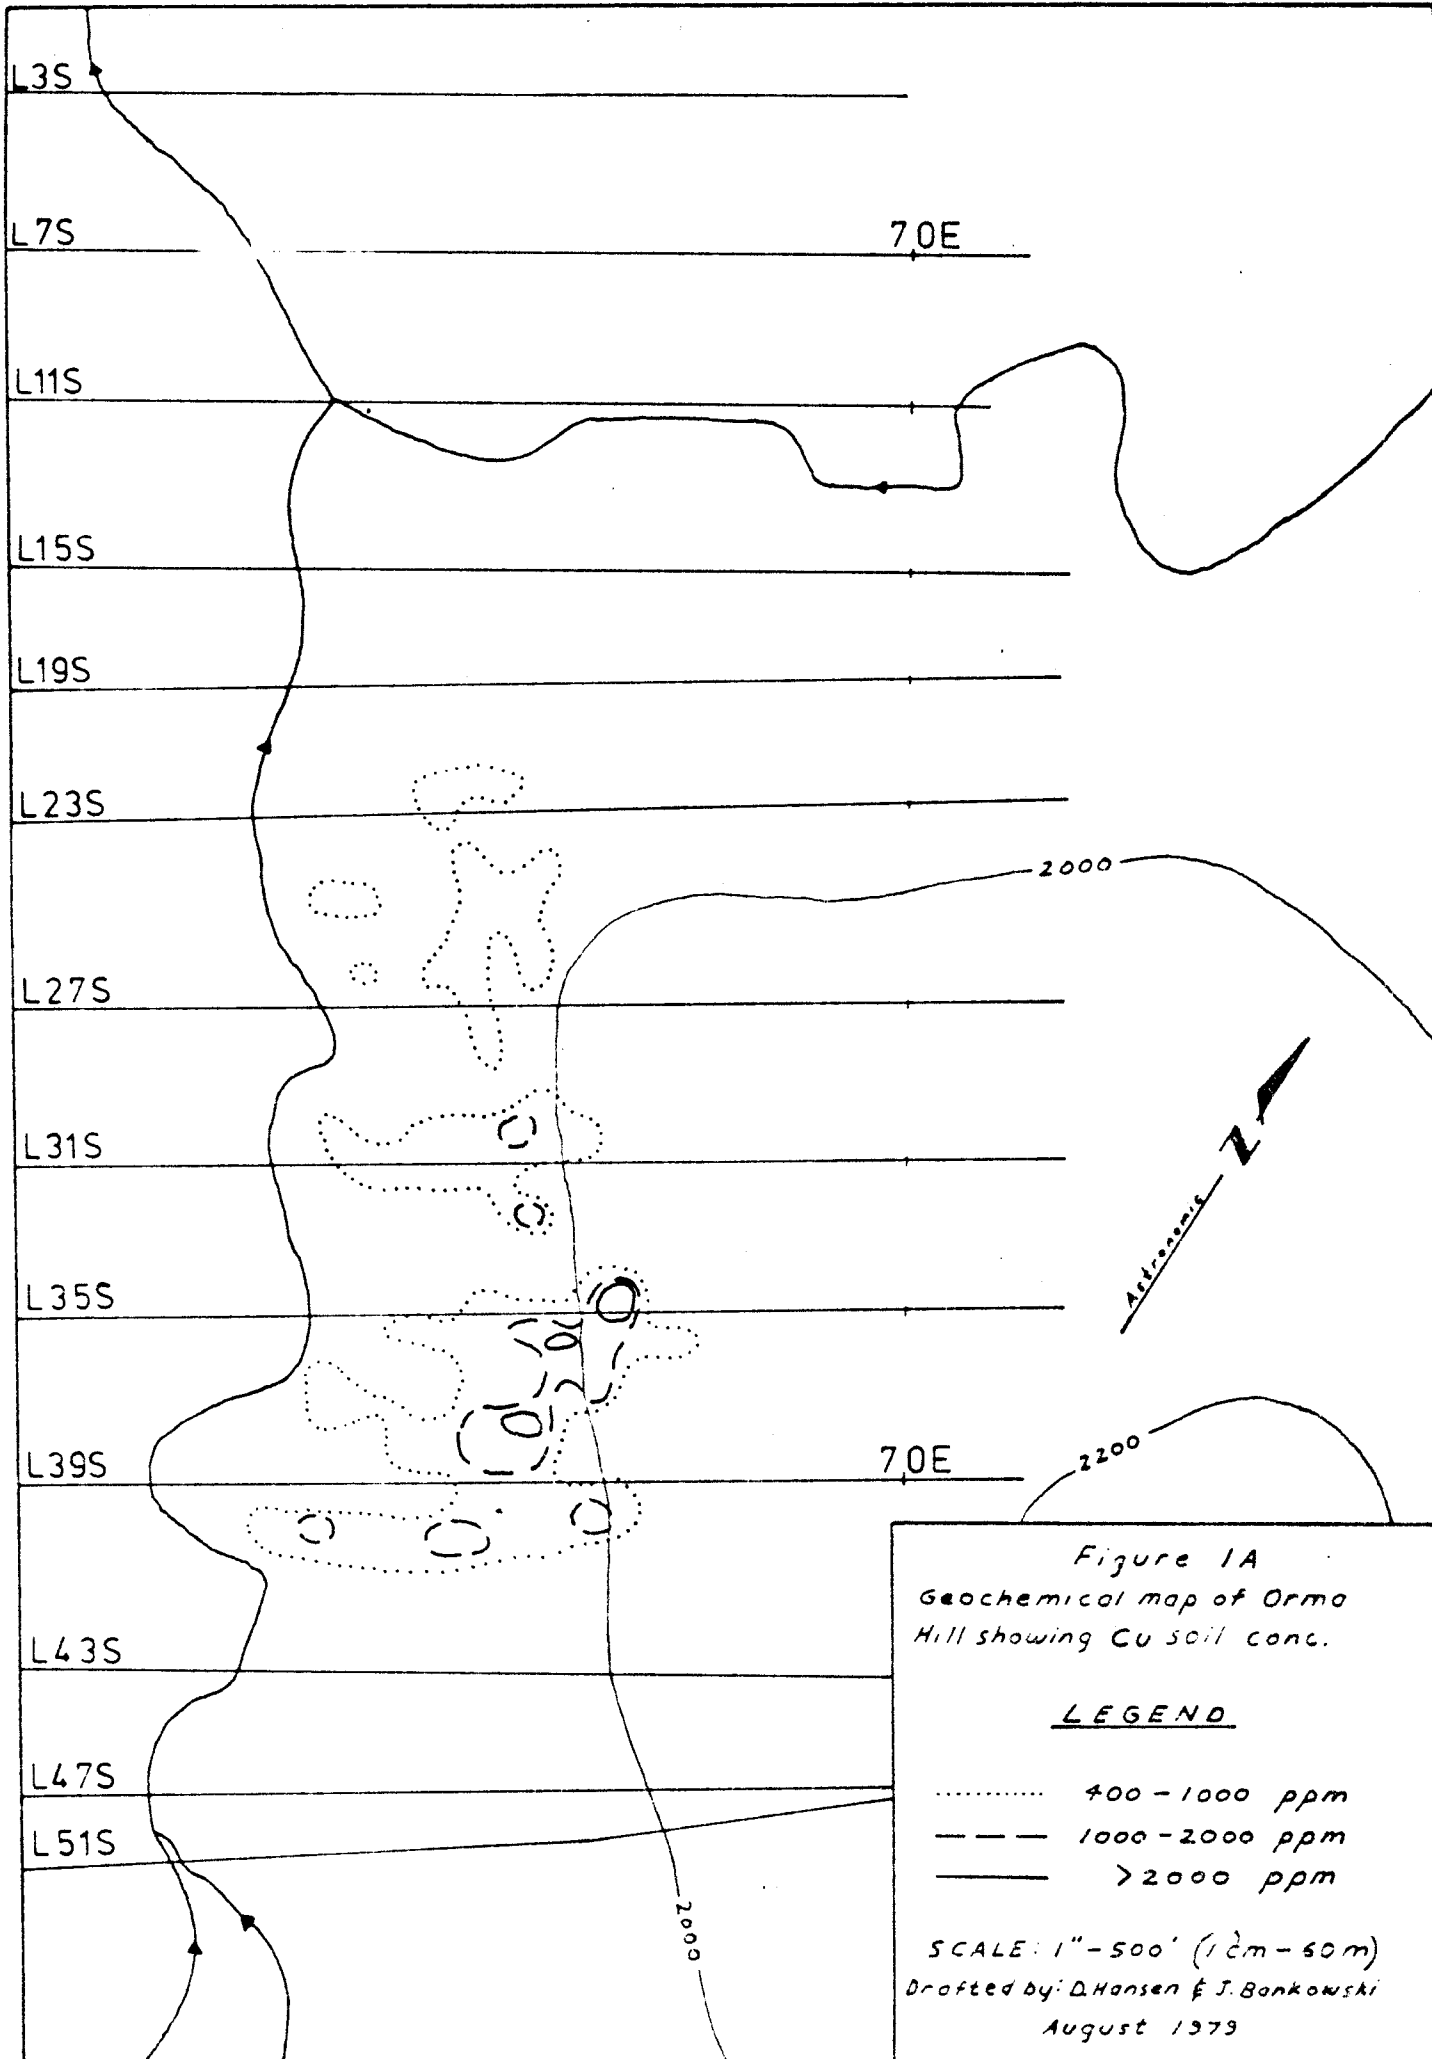 L3S
L7S
70E
L11S
L15S
L19S
L23S
2000
L27S
L31S
Astronomic N
L35S
L39S
70E
2200
L43S
L47S
L51S
2000
Figure 1A
Geochemical map of Orma
Hill showing Cu soil conc.
LEGEND
400-1000 ppm
1000-2000 ppm
>2000 ppm
SCALE: 1"-500' (1cm-60m)
Drafted by: D.Hansen & J.Bankowski
August 1979